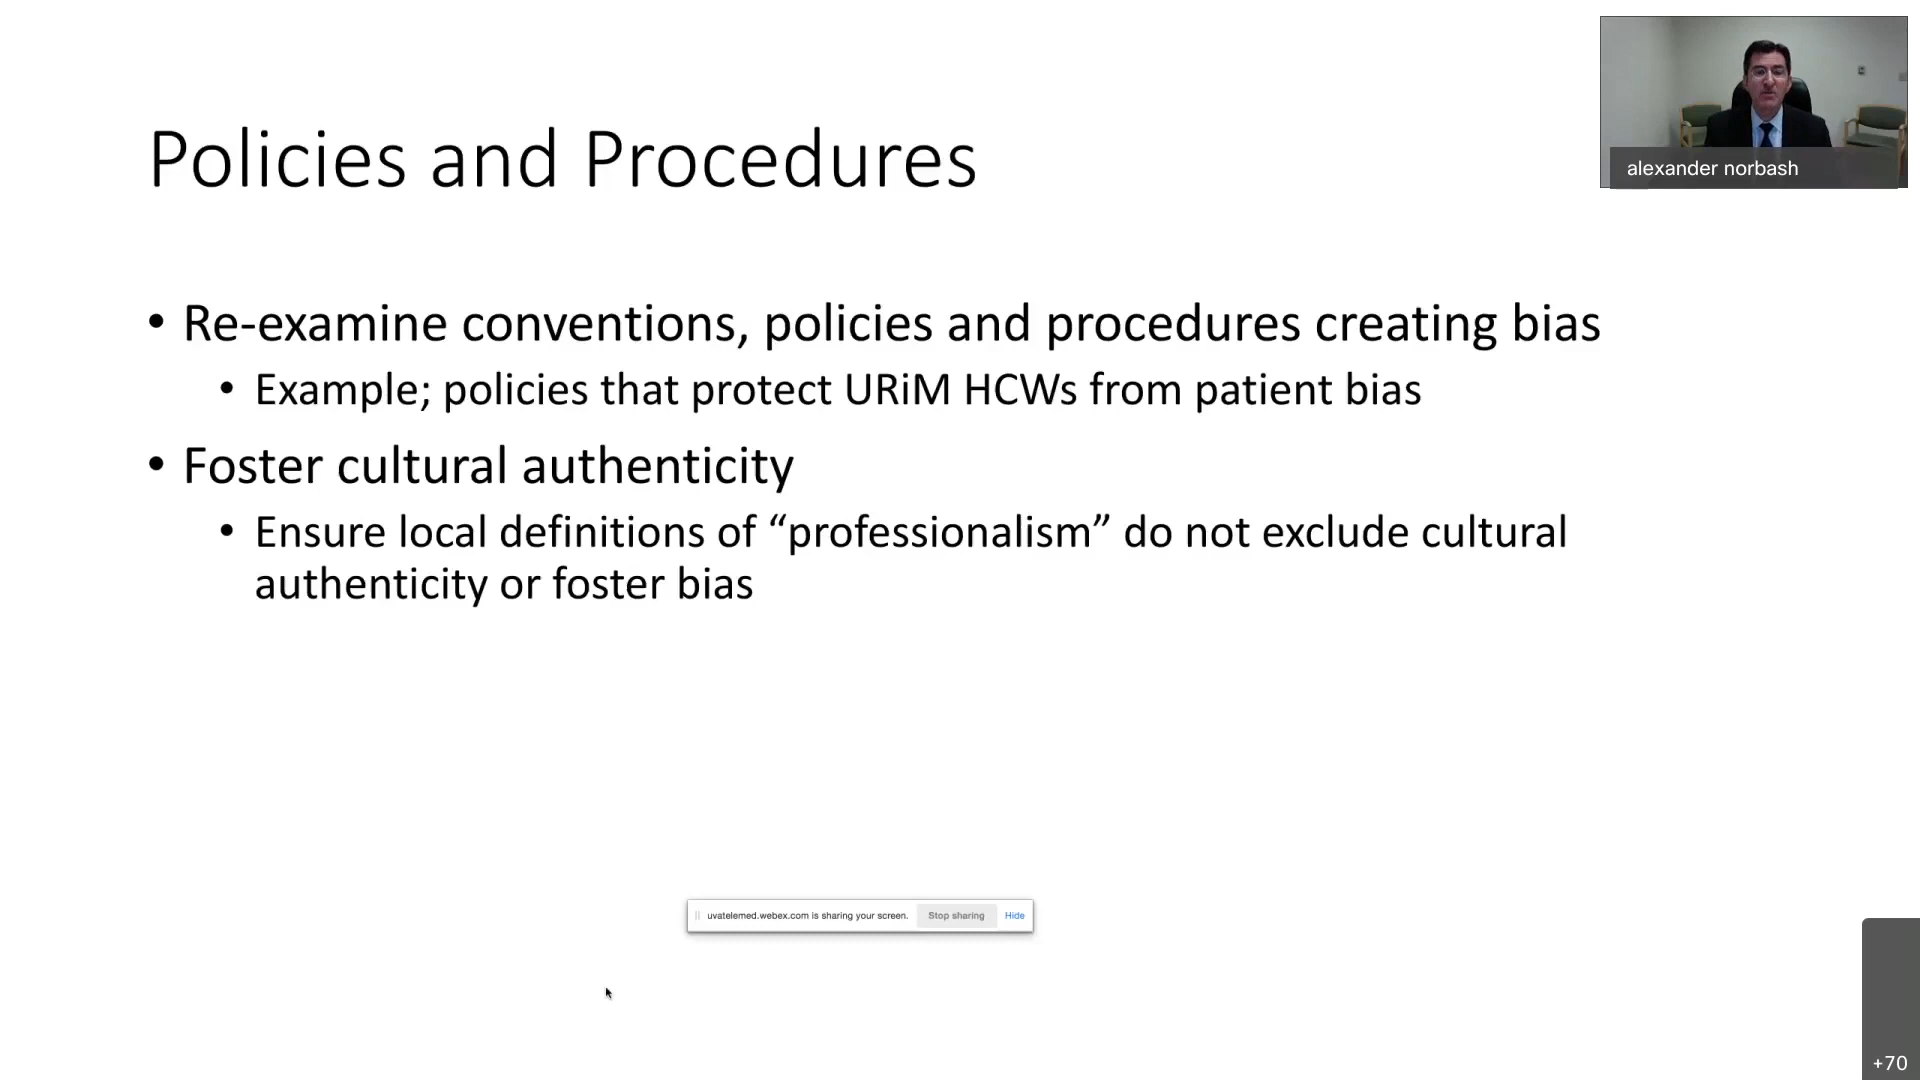 alexander norbash
Policies and Procedures
• Re-examine conventions, policies and procedures creating bias
• Example; policies that protect URiM HCWs from patient bias
• Foster cultural authenticity
• Ensure local definitions of “professionalism” do not exclude cultural
authenticity or foster bias
uvatelemed.webex.com is sharing your screen. Stop sharing Hide
+70